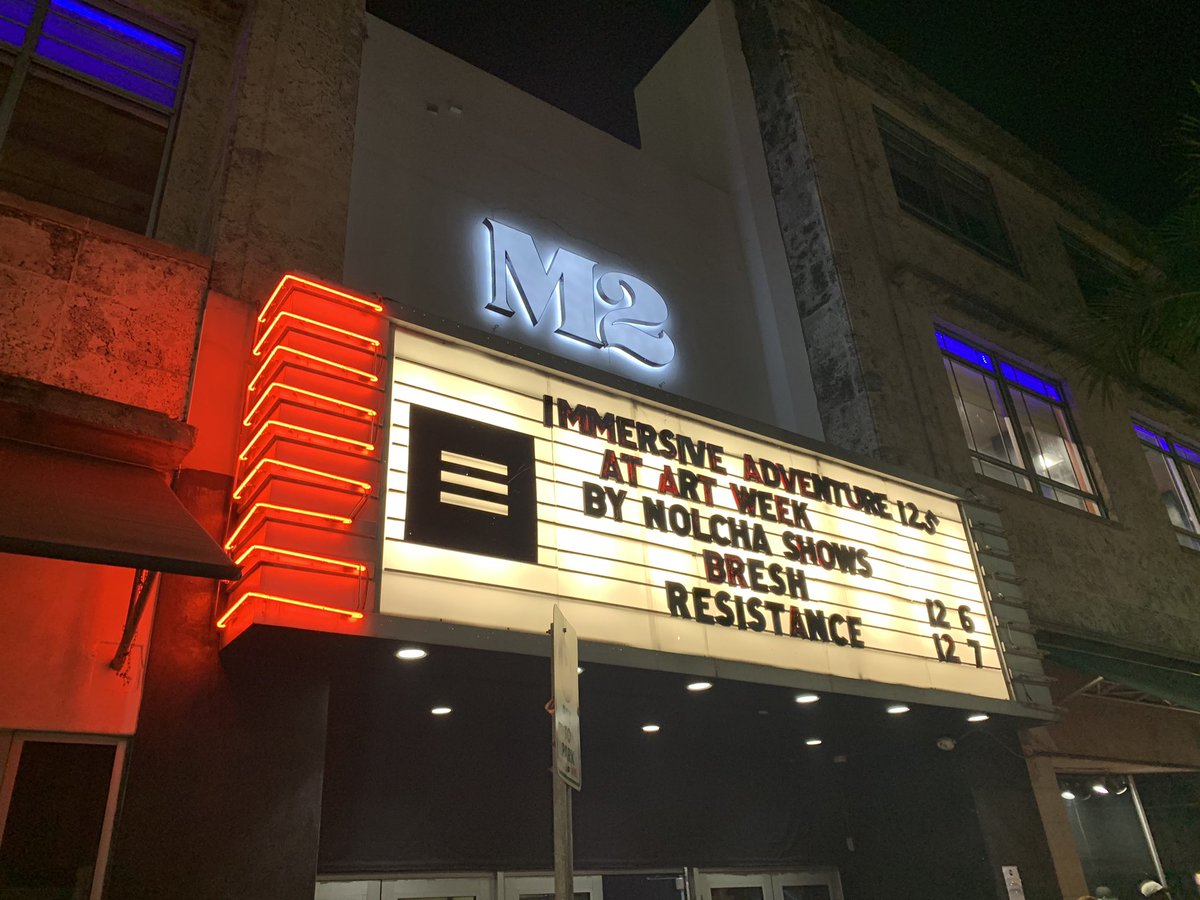 M2
IMMERSIVE ADVENTURE 12 5
AT ART WEEK
BY NOLCHA SHOWS
BRESH 12 6
RESISTANCE 12 7